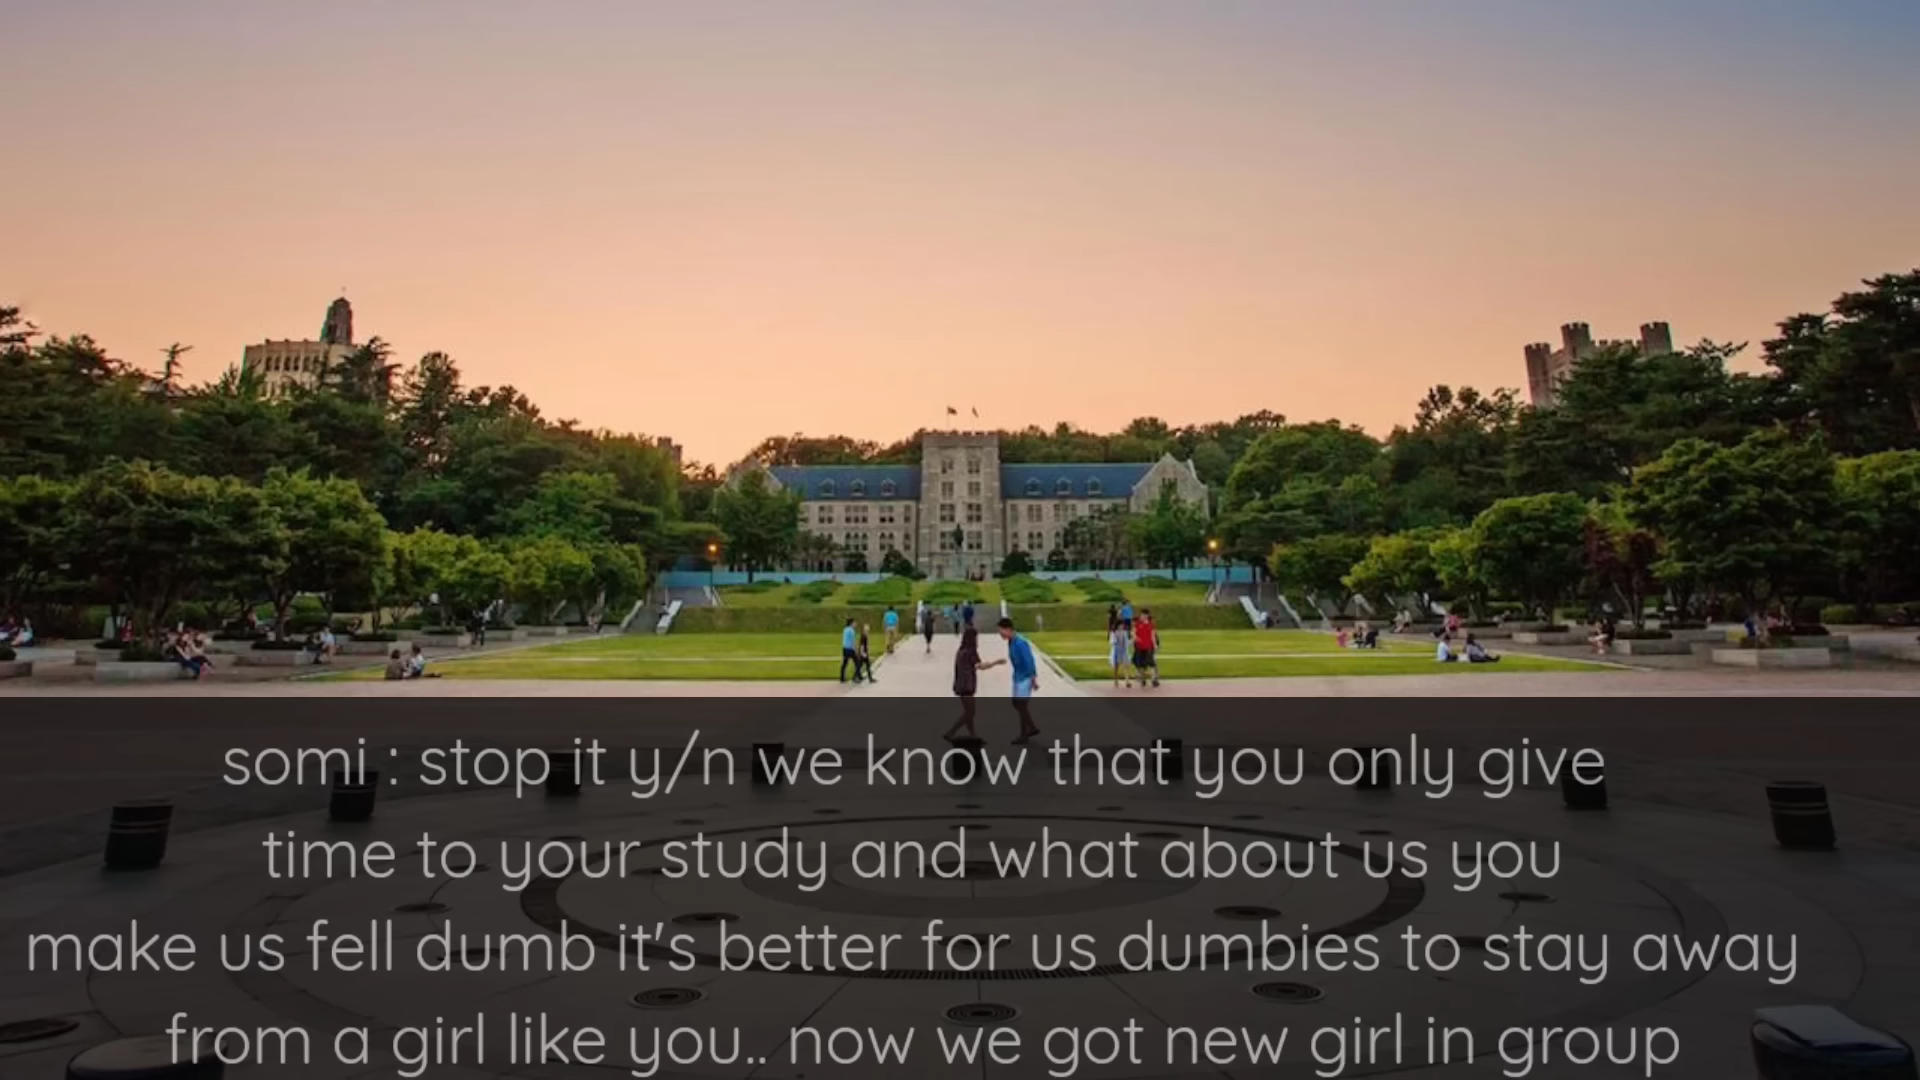 somi : stop it y/n we know that you only give
time to your study and what about us you
make us fell dumb it's better for us dumbies to stay away
from a girl like you.. now we got new girl in group